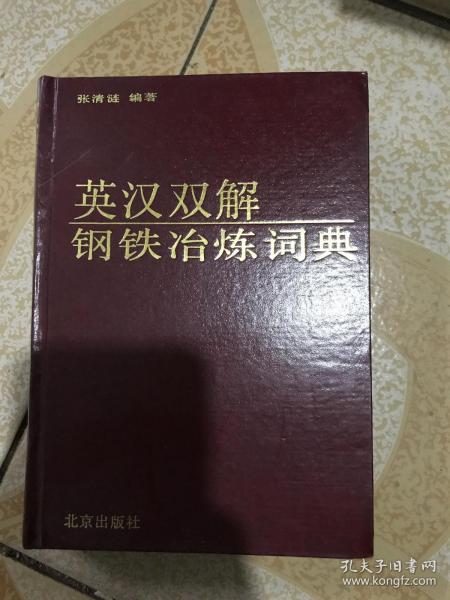 张清涟 编著
英汉双解
钢铁冶炼词典
北京出版社
孔夫子旧书网
www.kongfz.com